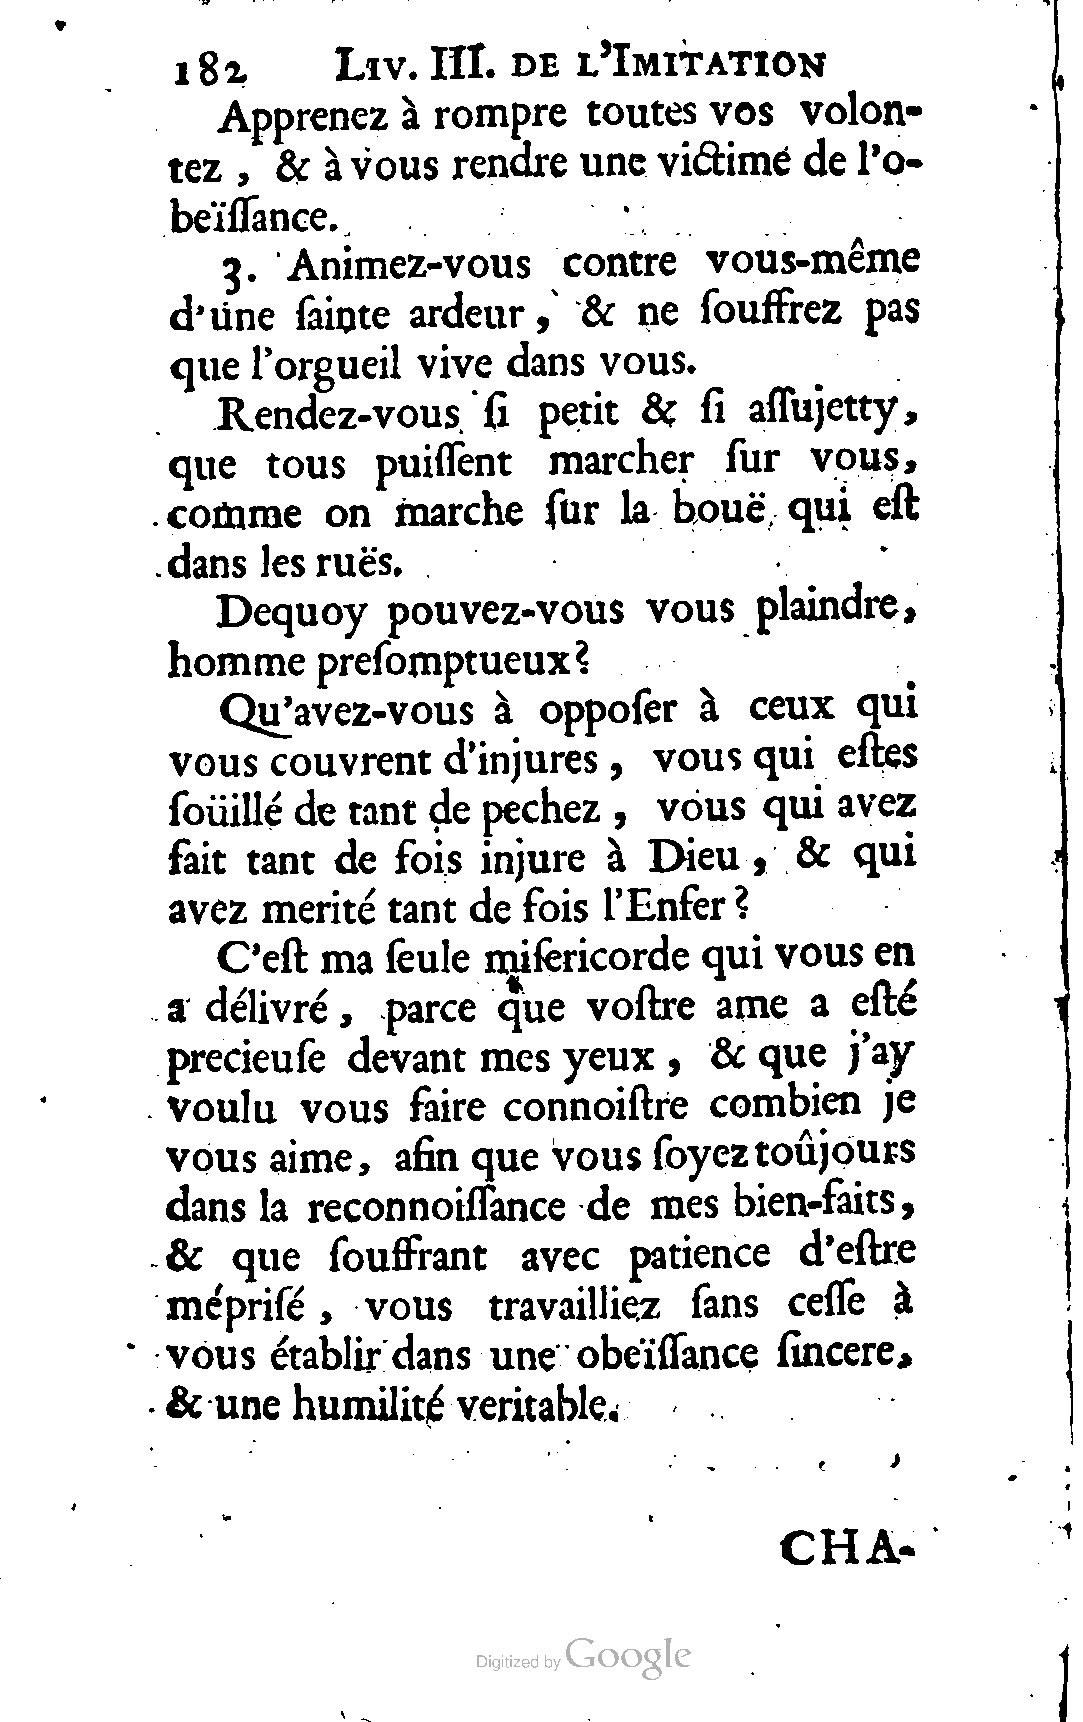 182 LIV. III. DE L'IMITATION
Apprenez à rompre toutes vos volon-
tez, & à vous rendre une victime de l'o-
beïſſance.
3. Animez-vous contre vous-même
d'une ſainte ardeur, & ne ſouffrez pas
que l'orgueil vive dans vous.
Rendez-vous ſi petit & ſi aſſujetty,
que tous puiſſent marcher ſur vous,
comme on marche ſur la bouë qui eſt
dans les ruës.
Dequoy pouvez-vous vous plaindre,
homme preſomptueux?
Qu'avez-vous à oppoſer à ceux qui
vous couvrent d'injures, vous qui eſtes
ſoüillé de tant de pechez, vous qui avez
fait tant de fois injure à Dieu, & qui
avez merité tant de fois l'Enfer?
C'eſt ma ſeule miſericorde qui vous en
a délivré, parce que voſtre ame a eſté
precieuſe devant mes yeux, & que j'ay
voulu vous faire connoiſtre combien je
vous aime, afin que vous ſoyez toûjours
dans la reconnoiſſance de mes bien-faits,
& que ſouffrant avec patience d'eſtre
mépriſé, vous travailliez ſans ceſſe à
vous établir dans une obeïſſance ſincere,
& une humilité veritable.
CHA-
Digitized by Google